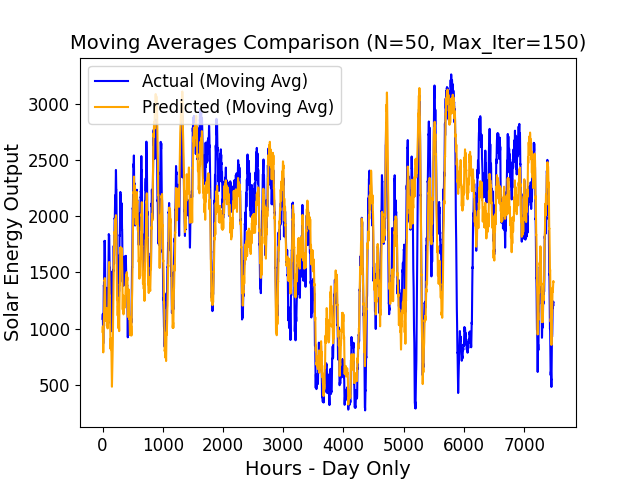 Moving Averages Comparison (N=50, Max_Iter=150)
Actual (Moving Avg)
Predicted (Moving Avg)
Solar Energy Output
3000
2500
2000
1500
1000
500
0 1000 2000 3000 4000 5000 6000 7000
Hours - Day Only